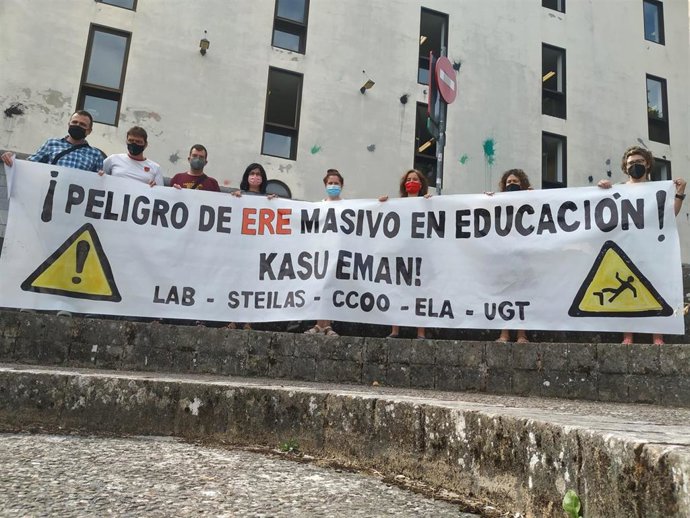 ¡PELIGRO DE ERE MASIVO EN EDUCACIÓN!
KASU EMAN!
LAB - STEILAS - CCOO - ELA - UGT